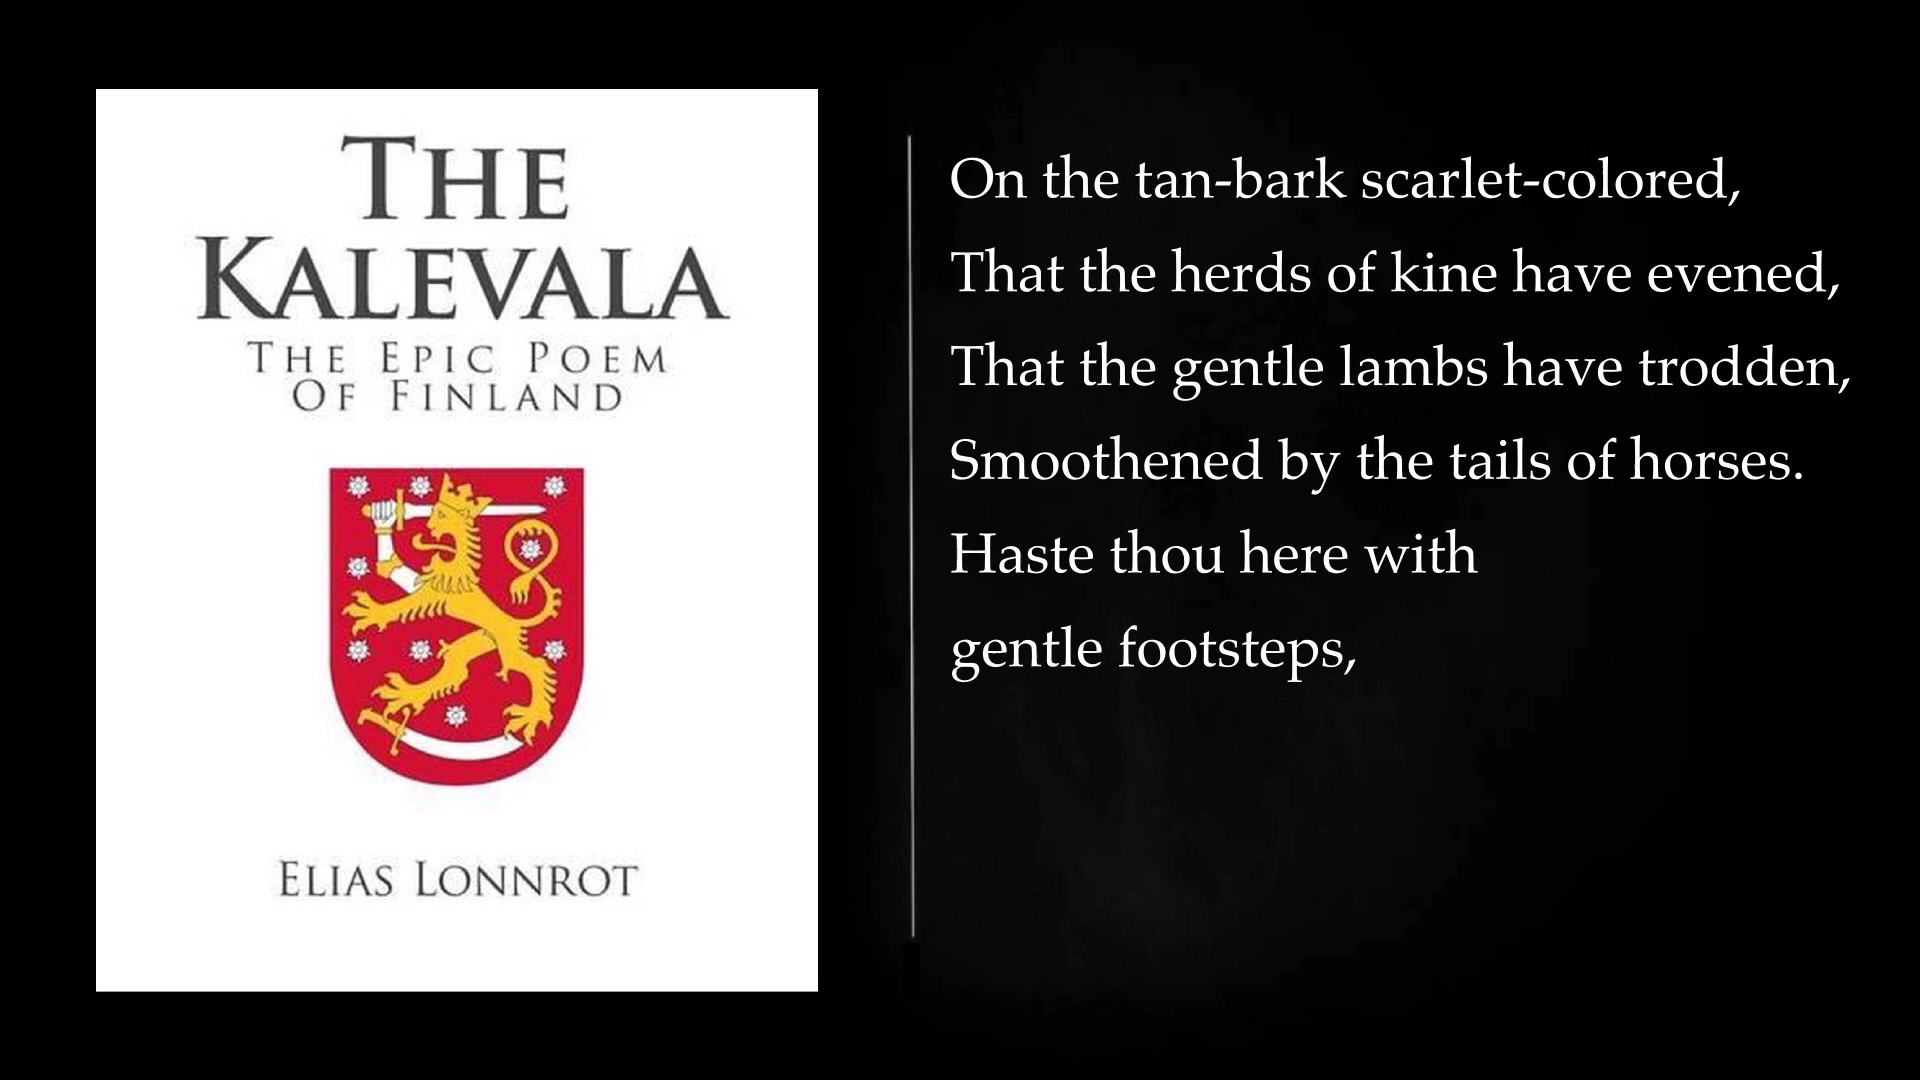 THE
KALEVALA
THE EPIC POEM
OF FINLAND
ELIAS LONNROT
On the tan-bark scarlet-colored,
That the herds of kine have evened,
That the gentle lambs have trodden,
Smoothened by the tails of horses.
Haste thou here with
gentle footsteps,